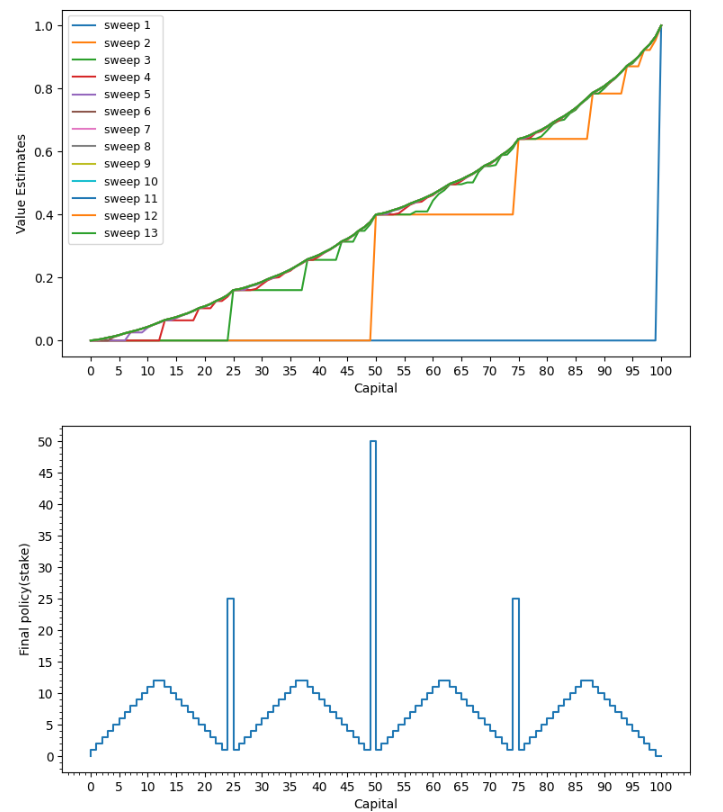 1.0
0.8
0.6
0.4
0.2
0.0
Value Estimates
sweep 1
sweep 2
sweep 3
sweep 4
sweep 5
sweep 6
sweep 7
sweep 8
sweep 9
sweep 10
sweep 11
sweep 12
sweep 13
0 5 10 15 20 25 30 35 40 45 50 55 60 65 70 75 80 85 90 95 100
Capital
50
45
40
35
30
25
20
15
10
5
0
Final policy(stake)
0 5 10 15 20 25 30 35 40 45 50 55 60 65 70 75 80 85 90 95 100
Capital